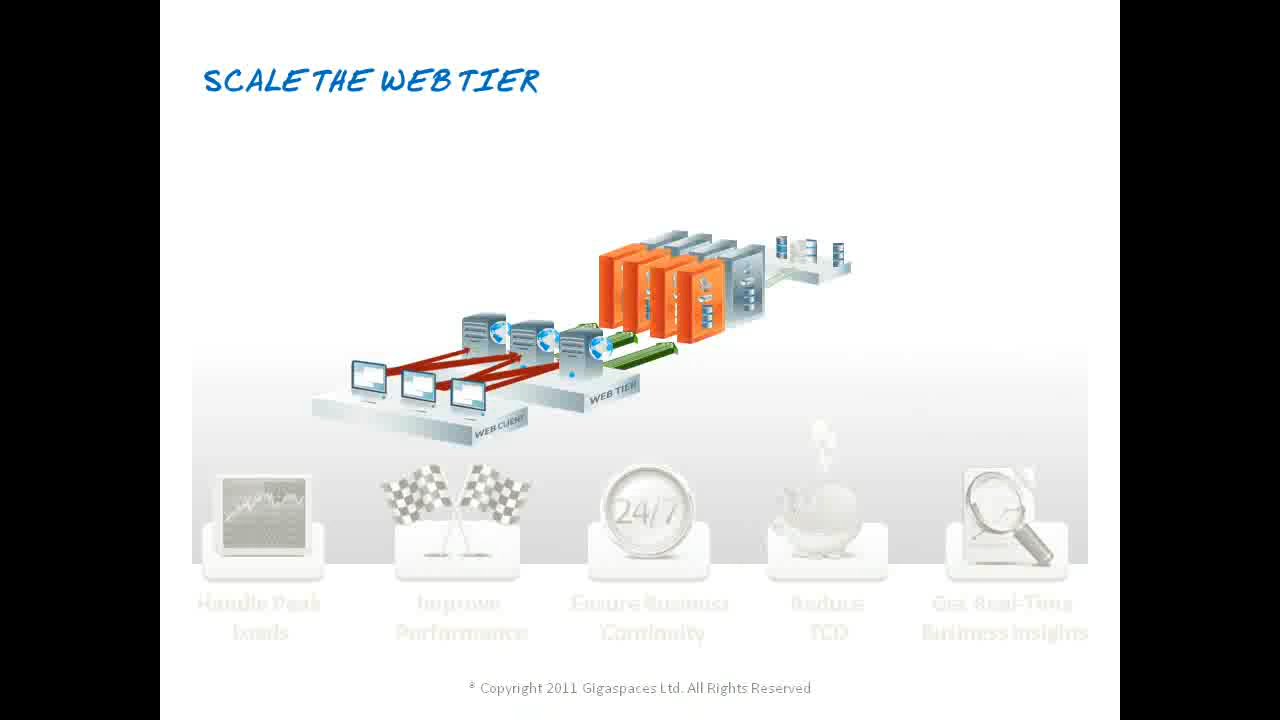 SCALE THE WEB TIER
WEB TIER
WEB CLIENT
24/7
Handle Peak
Loads
Improve
Performance
Ensure Business
Continuity
Reduce
TCO
Get Real-Time
Business Insights
© Copyright 2011 Gigaspaces Ltd. All Rights Reserved